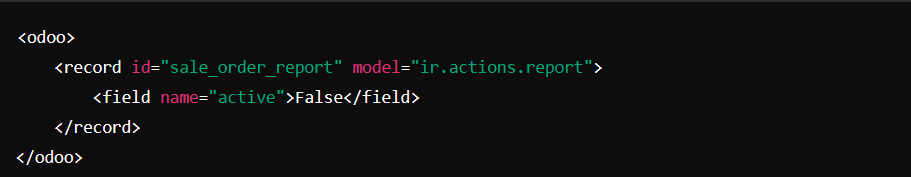 <odoo>
    <record id="sale_order_report" model="ir.actions.report">
        <field name="active">False</field>
    </record>
</odoo>